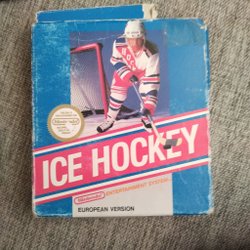 ICE HOCKEY
Nintendo ENTERTAINMENT SYSTEM
EUROPEAN VERSION